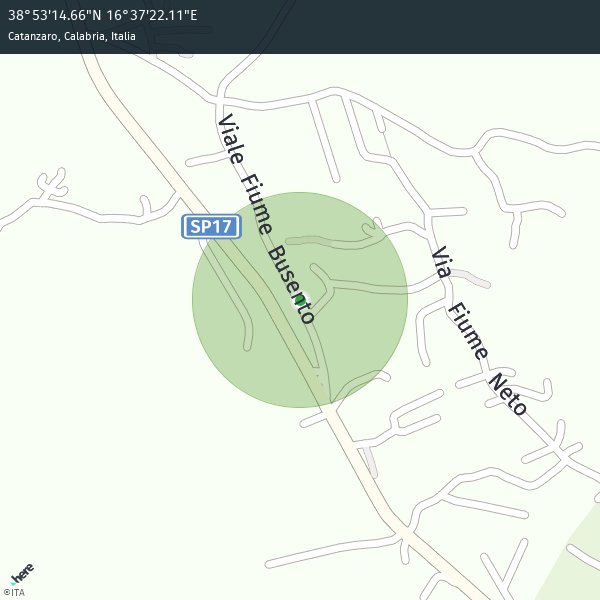 38°53'14.66"N 16°37'22.11"E
Catanzaro, Calabria, Italia
Viale Fiume Busento
SP17
Via Fiume Neto
here
©ITA